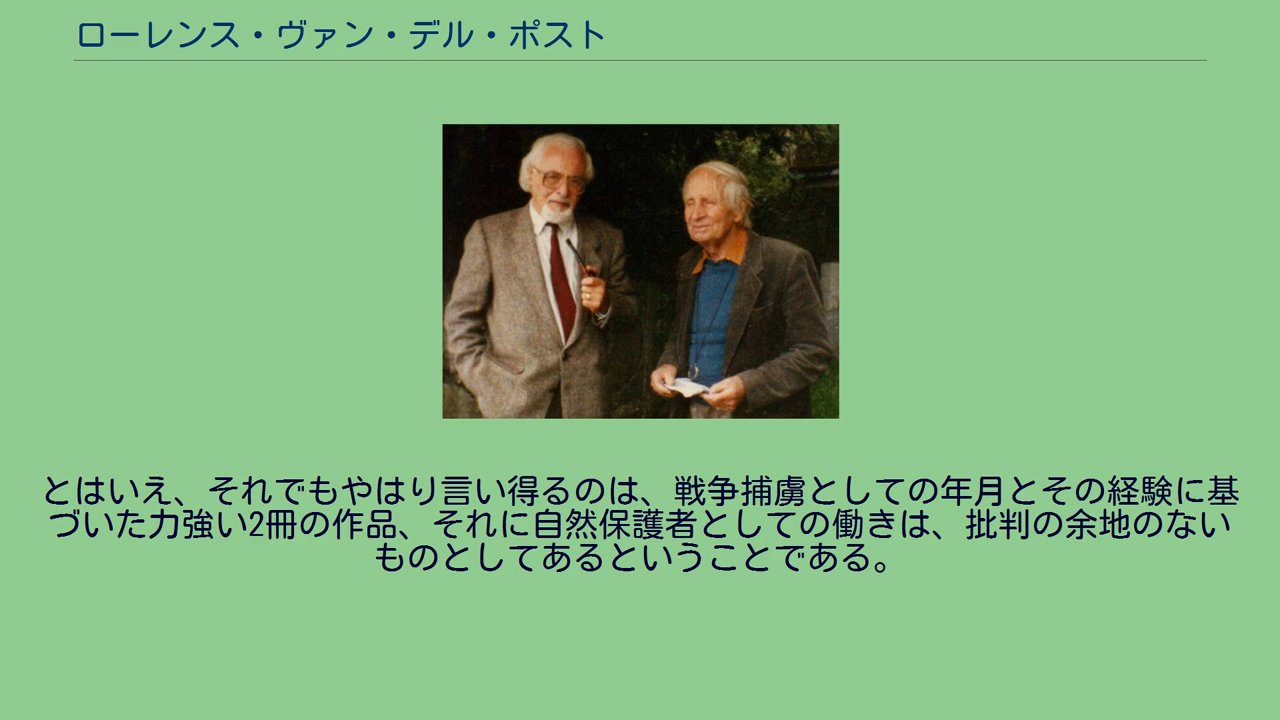 ローレンス・ヴァン・デル・ポスト
とはいえ、それでもやはり言い得るのは、戦争捕虜としての年月とその経験に基
づいた力強い2冊の作品、それに自然保護者としての働きは、批判の余地のない
ものとしてあるということである。